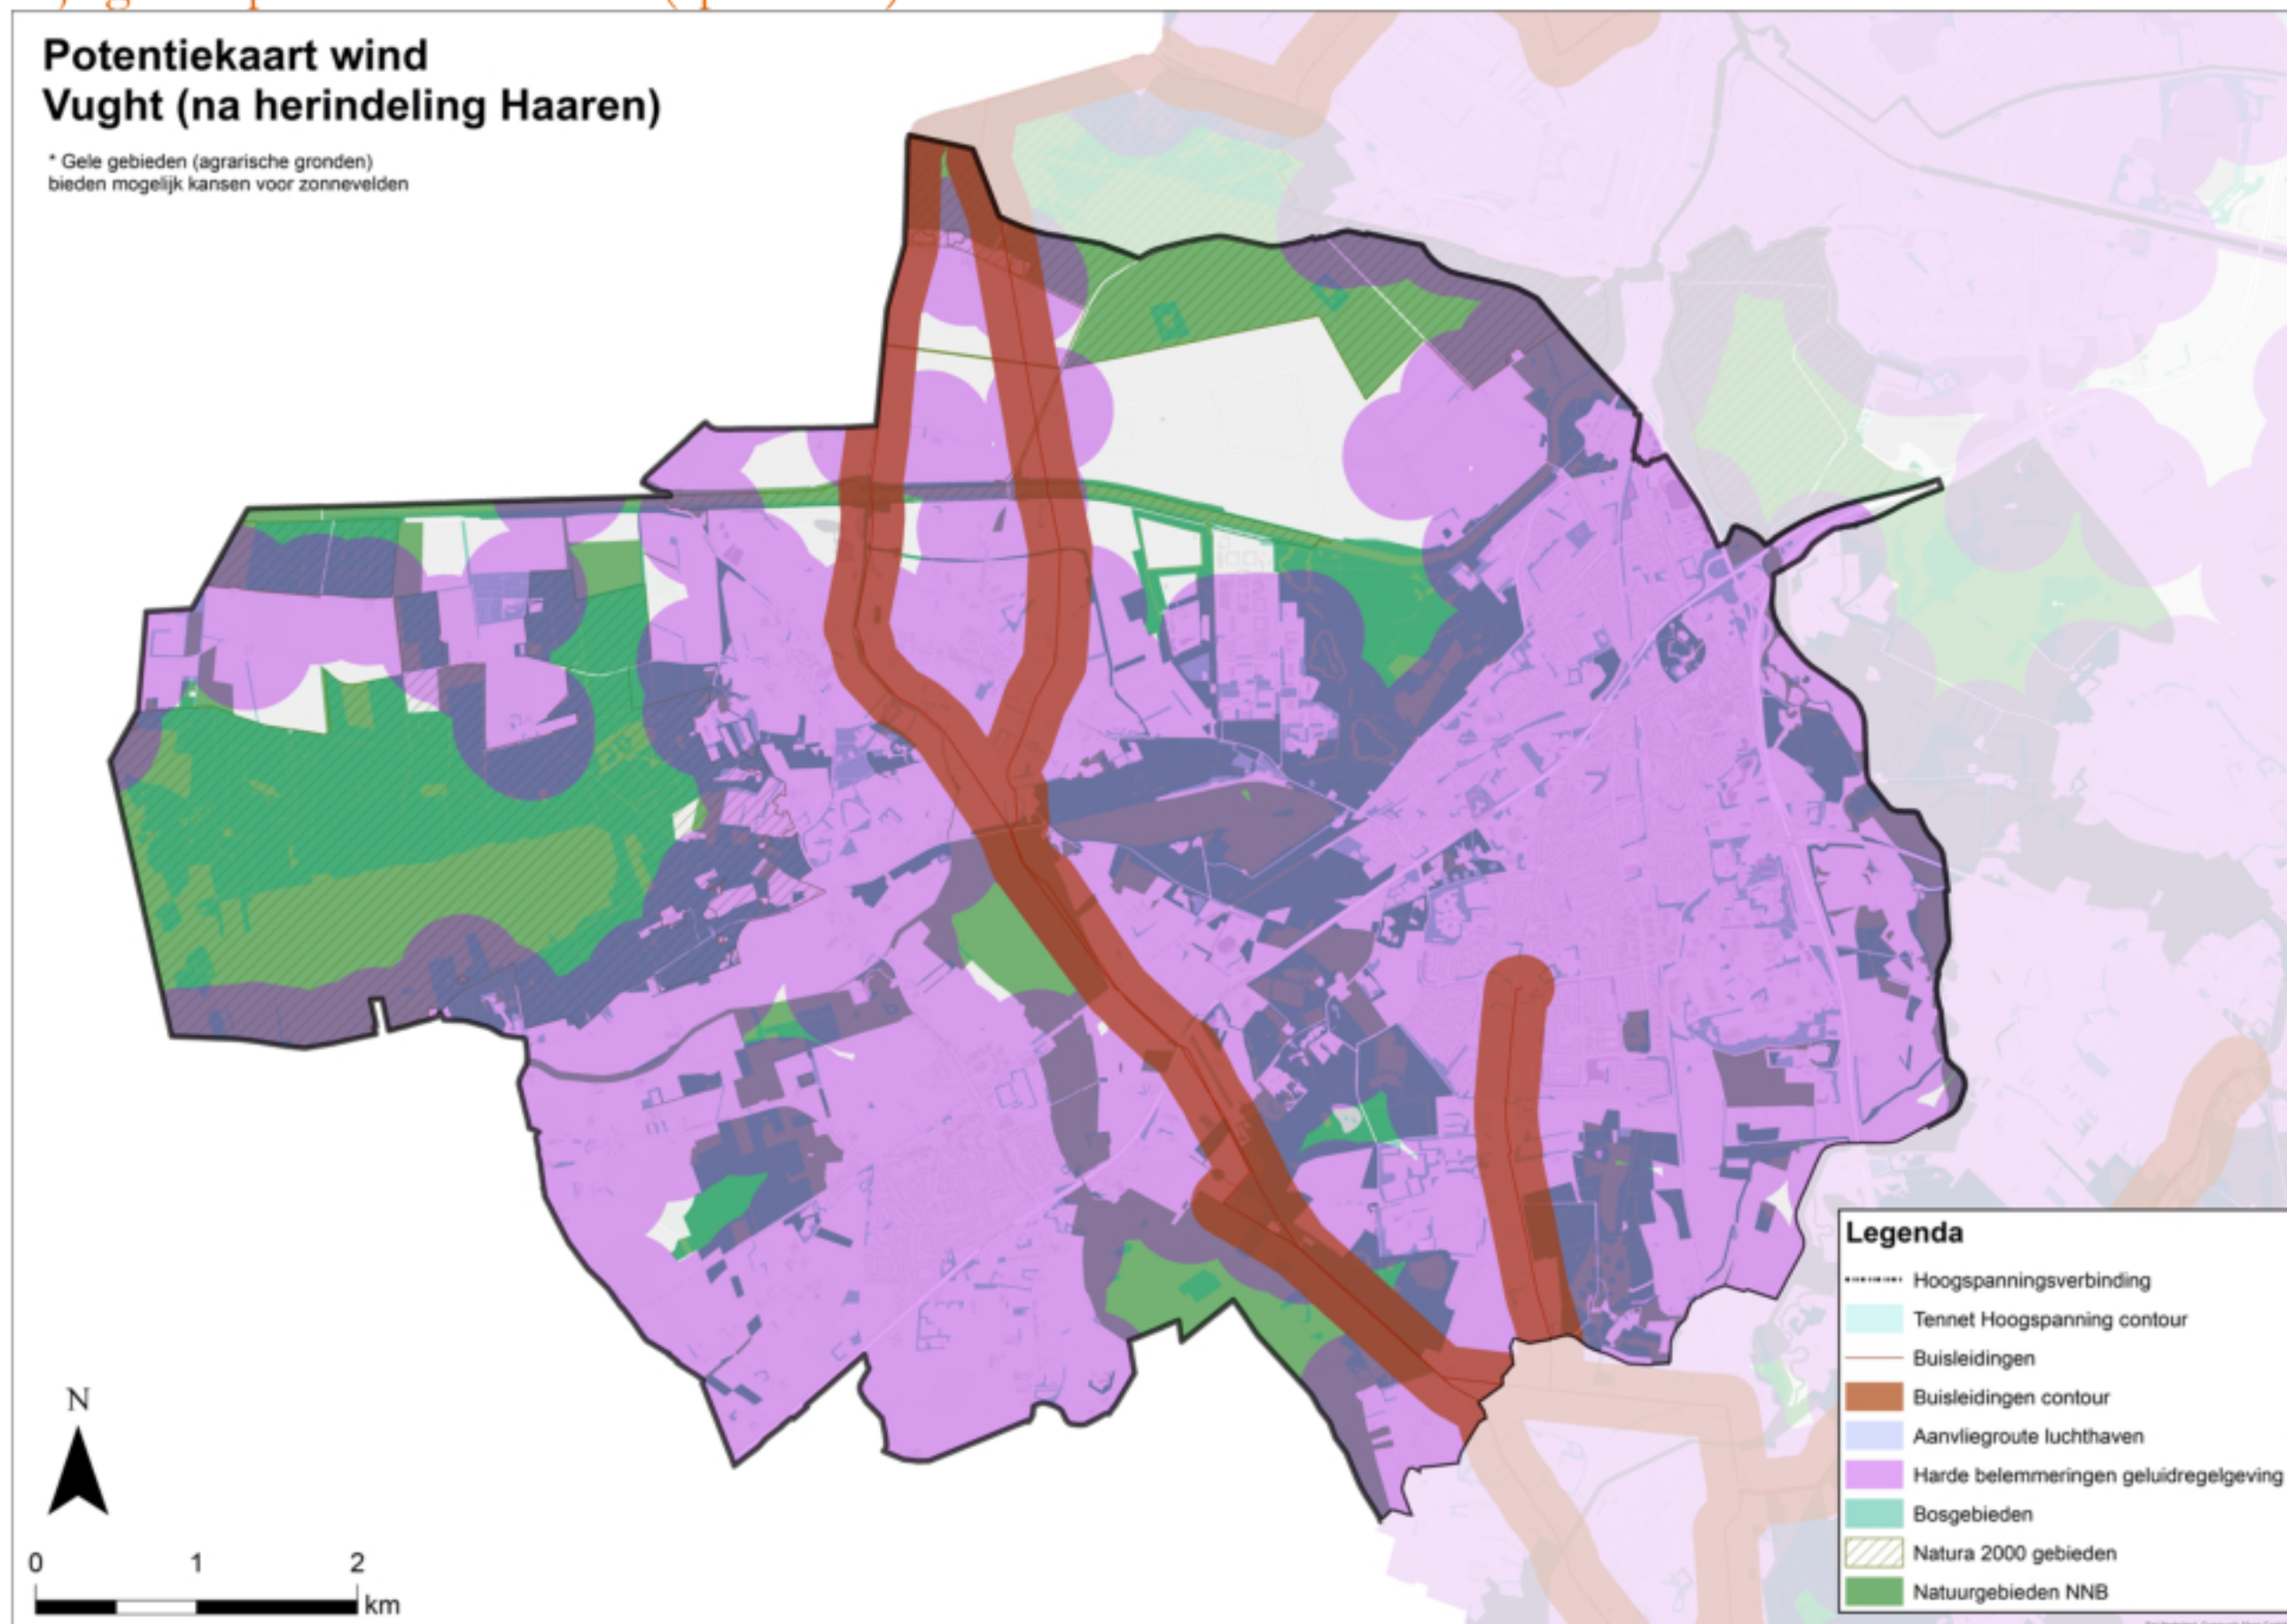 Potentiekaart wind
Vught (na herindeling Haaren)
* Gele gebieden (agrarische gronden)
bieden mogelijk kansen voor zonnevelden
Legenda
Hoogspanningsverbinding
Tennet Hoogspanning contour
Buisleidingen
Buisleidingen contour
Aanvliegroute luchthaven
Harde belemmeringen geluidregelgeving
Bosgebieden
Natura 2000 gebieden
Natuurgebieden NNB
N
0 1 2
km